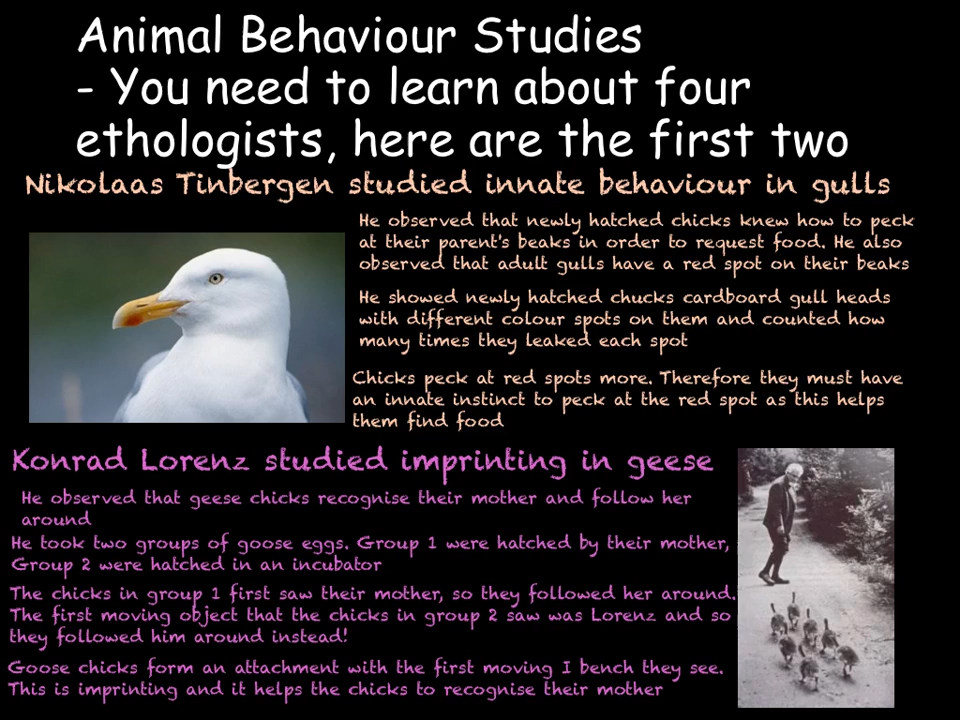 Animal Behaviour Studies
- You need to learn about four
ethologists, here are the first two
Nikolaas Tinbergen studied innate behaviour in gulls
He observed that newly hatched chicks knew how to peck
at their parent's beaks in order to request food. He also
observed that adult gulls have a red spot on their beaks
He showed newly hatched chucks cardboard gull heads
with different colour spots on them and counted how
many times they leaked each spot
Chicks peck at red spots more. Therefore they must have
an innate instinct to peck at the red spot as this helps
them find food
Konrad Lorenz studied imprinting in geese
He observed that geese chicks recognise their mother and follow her
around
He took two groups of goose eggs. Group 1 were hatched by their mother,
Group 2 were hatched in an incubator
The chicks in group 1 first saw their mother, so they followed her around.
The first moving object that the chicks in group 2 saw was Lorenz and so
they followed him around instead!
Goose chicks form an attachment with the first moving I bench they see.
This is imprinting and it helps the chicks to recognise their mother